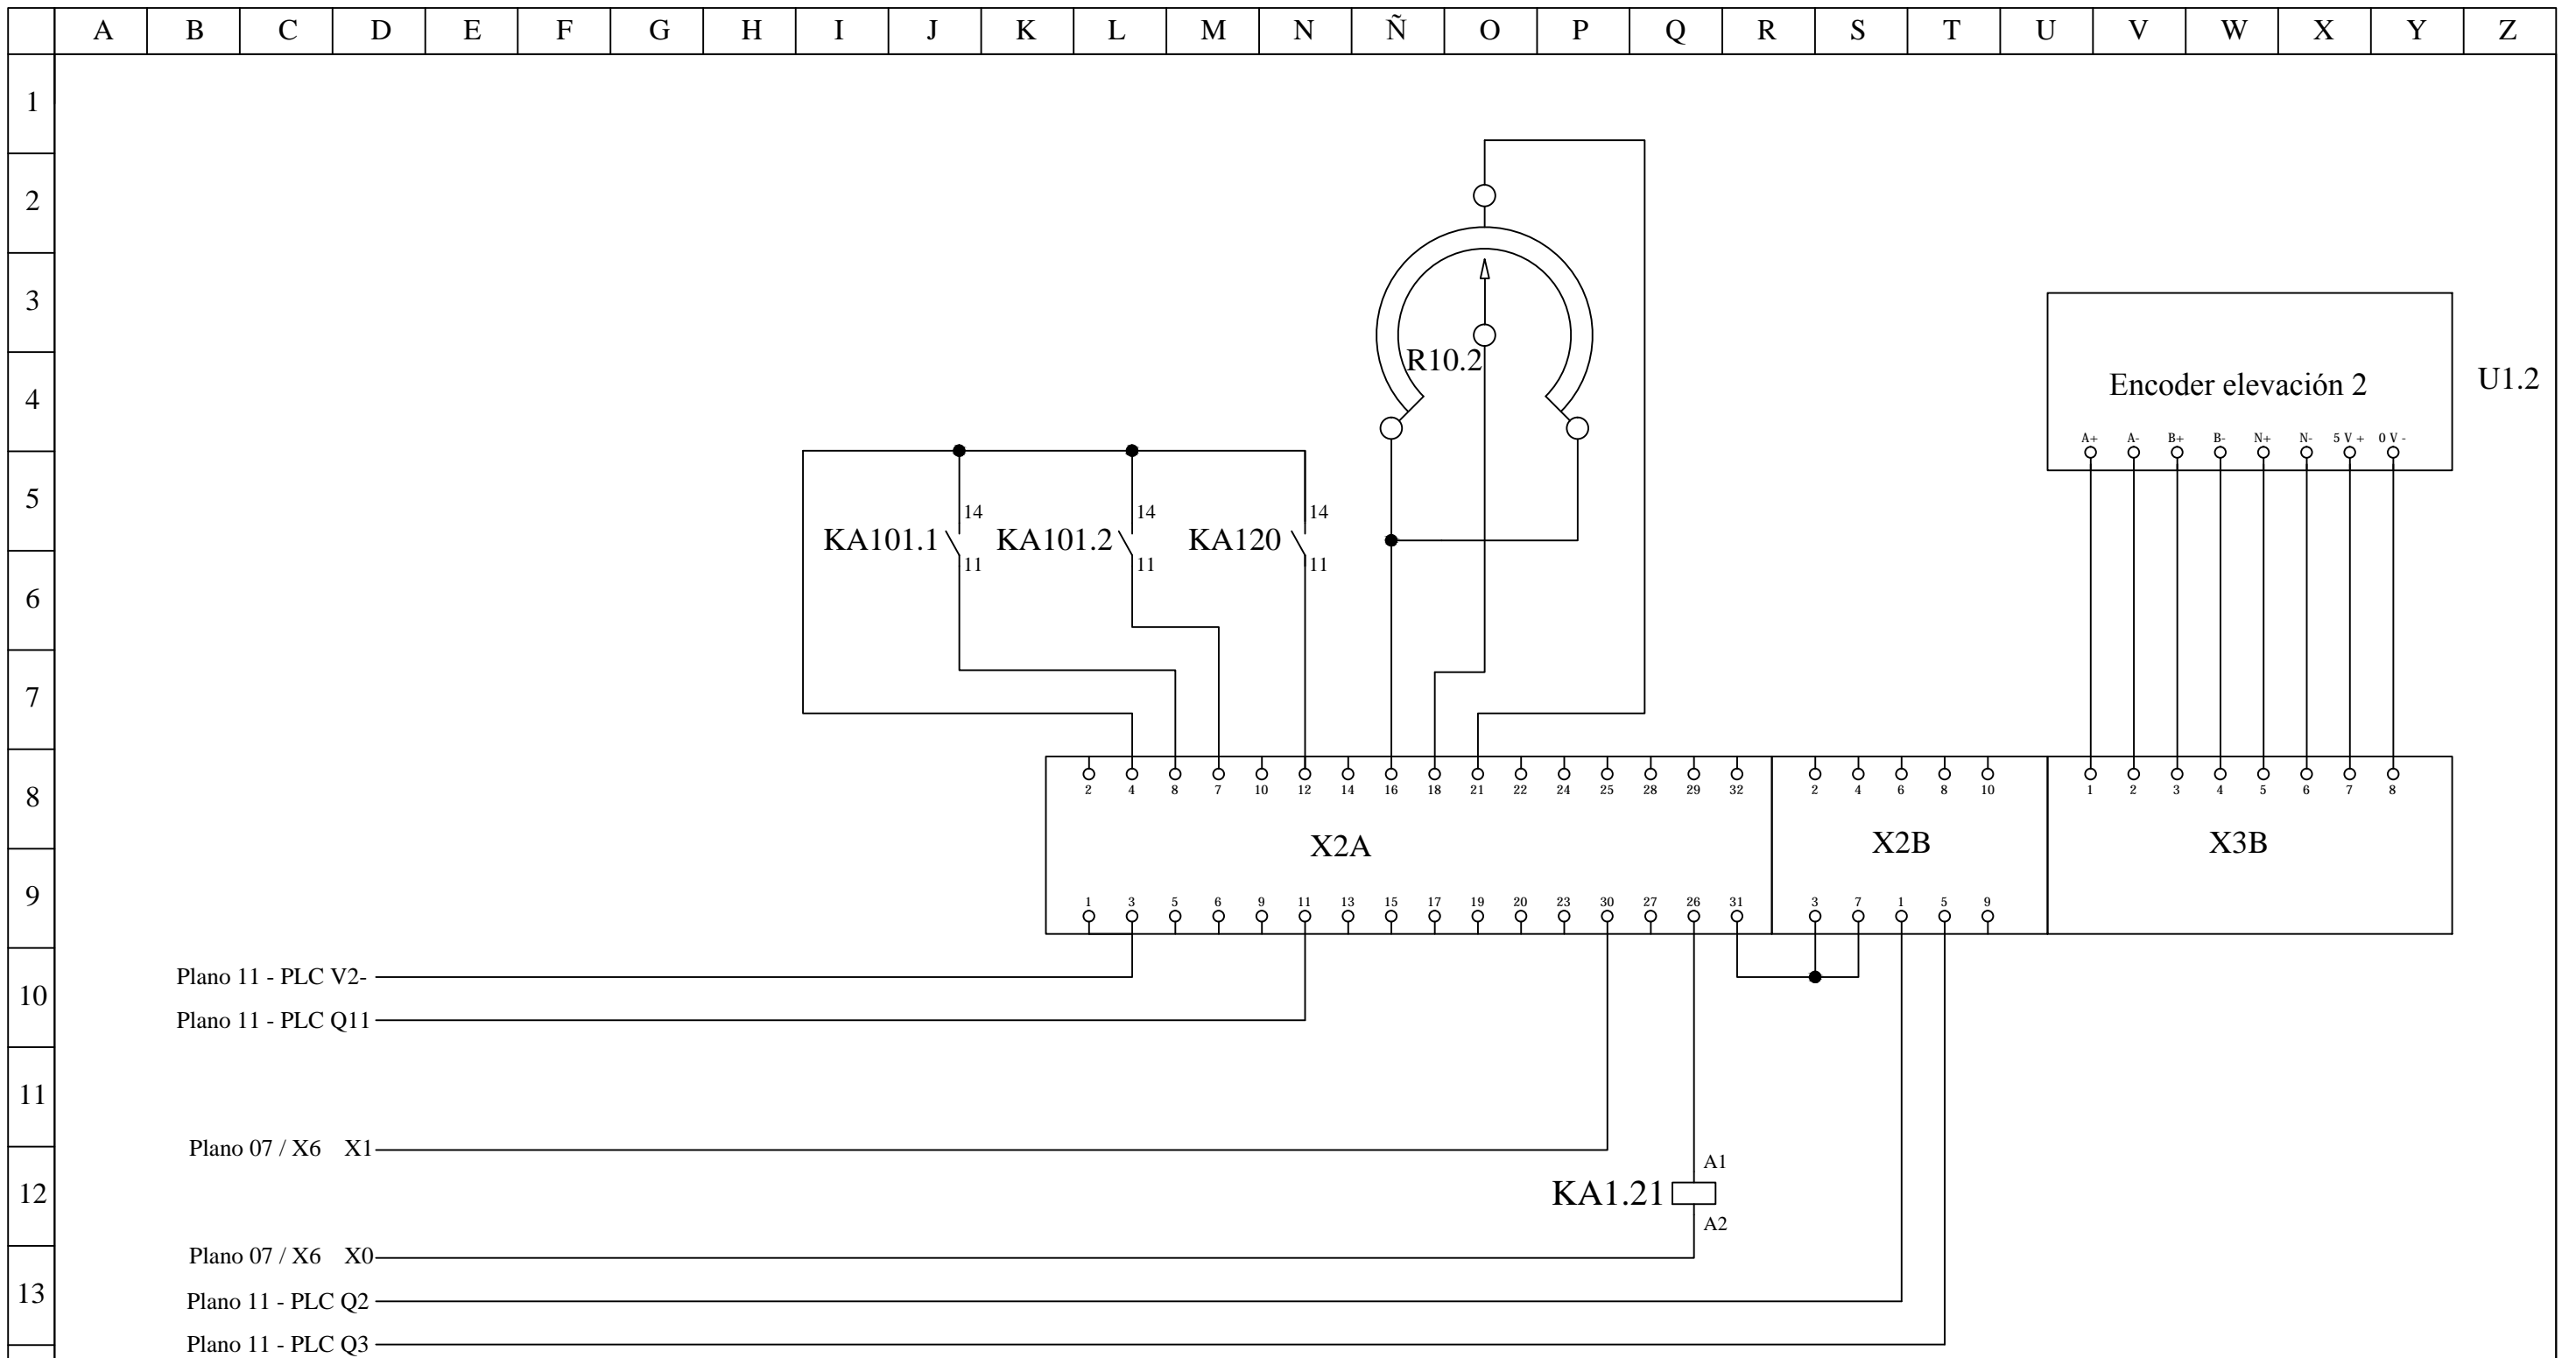 A B C D E F G H I J K L M N Ñ O P Q R S T U V W X Y Z
1
2
3
R10.2
4
Encoder elevación 2
U1.2
A+ A- B+ B- N+ N- 5 V + 0 V -
5
14 14 14
KA101.1 KA101.2 KA120
11 11 11
6
7
8
2 4 8 7 10 12 14 16 18 21 22 24 25 28 29 32 2 4 6 8 10 1 2 3 4 5 6 7 8
X2A X2B X3B
9
1 3 5 6 9 11 13 15 17 19 20 23 30 27 26 31 3 7 1 5 9
Plano 11 - PLC V2-
10
Plano 11 - PLC Q11
11
Plano 07 / X6 X1
A1
12
KA1.21
A2
Plano 07 / X6 X0
13
Plano 11 - PLC Q2
Plano 11 - PLC Q3